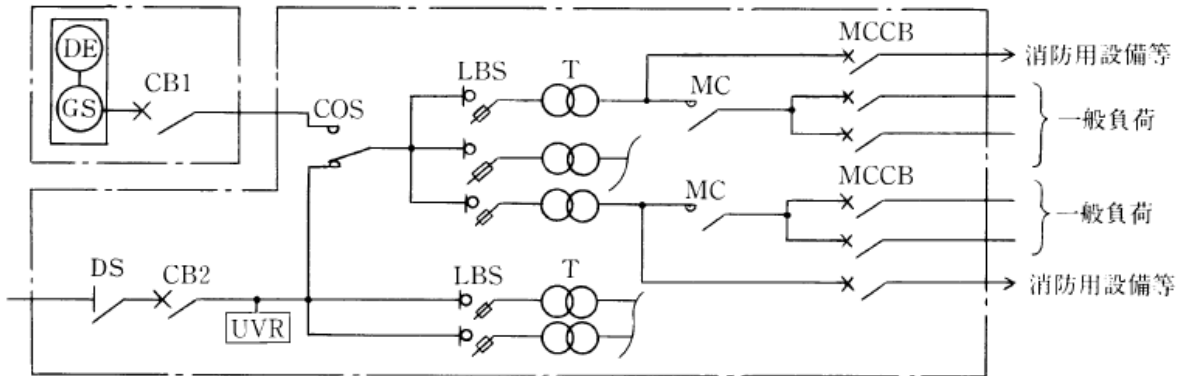 DE
GS
CB1
COS
LBS
T
MC
MCCB
消防用設備等
一般負荷
MC
MCCB
一般負荷
消防用設備等
DS
CB2
UVR
LBS
T